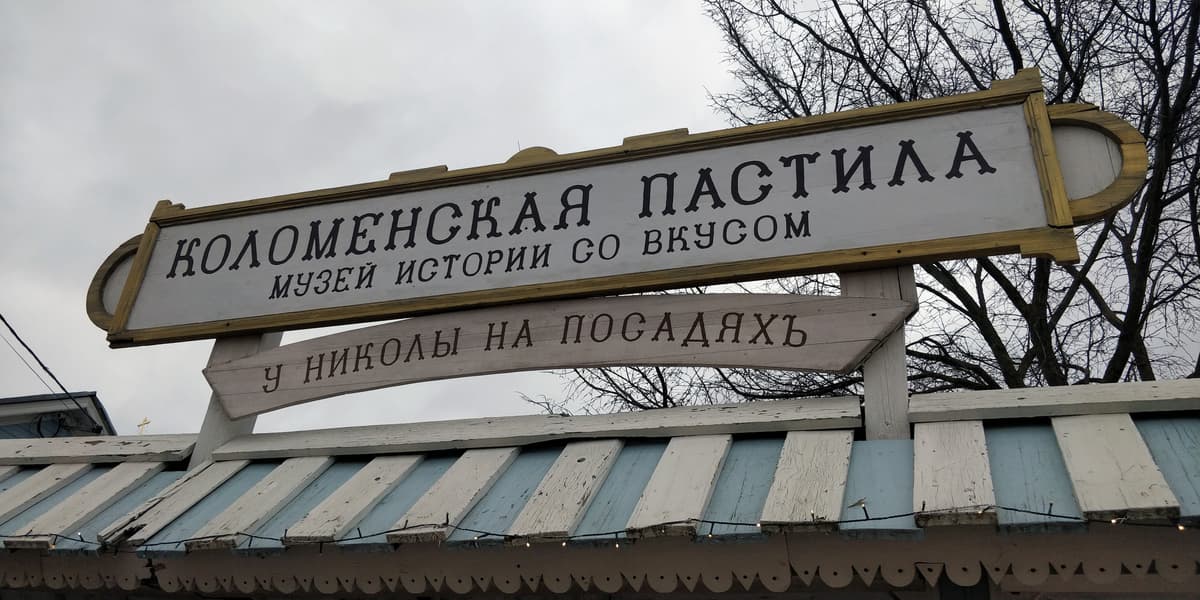 КОЛОМЕНСКАЯ ПАСТИЛА
МУЗЕЙ ИСТОРИИ СО ВКУСОМ
У НИКОЛЫ НА ПОСАДЯХЪ